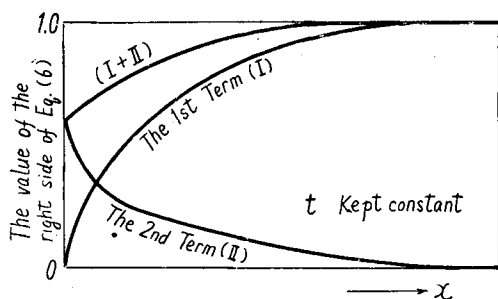 1.0
The value of the
right side of Eq.(6)
(I+II)
The 1st Term (I)
The 2nd Term (II)
t Kept constant
0
x